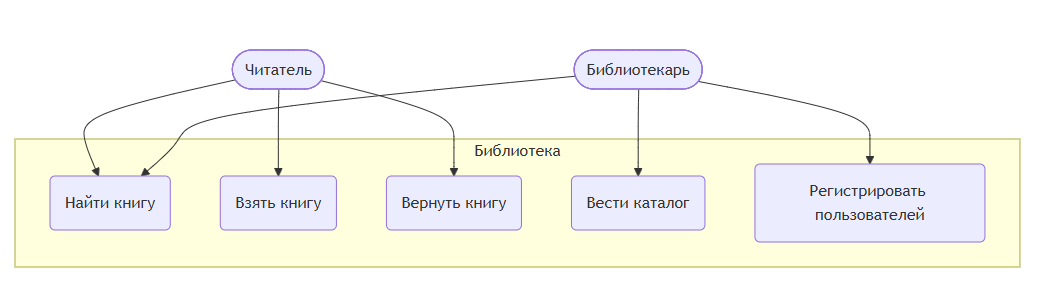 Читатель
Библиотекарь
Библиотека
Найти книгу
Взять книгу
Вернуть книгу
Вести каталог
Регистрировать
пользователей